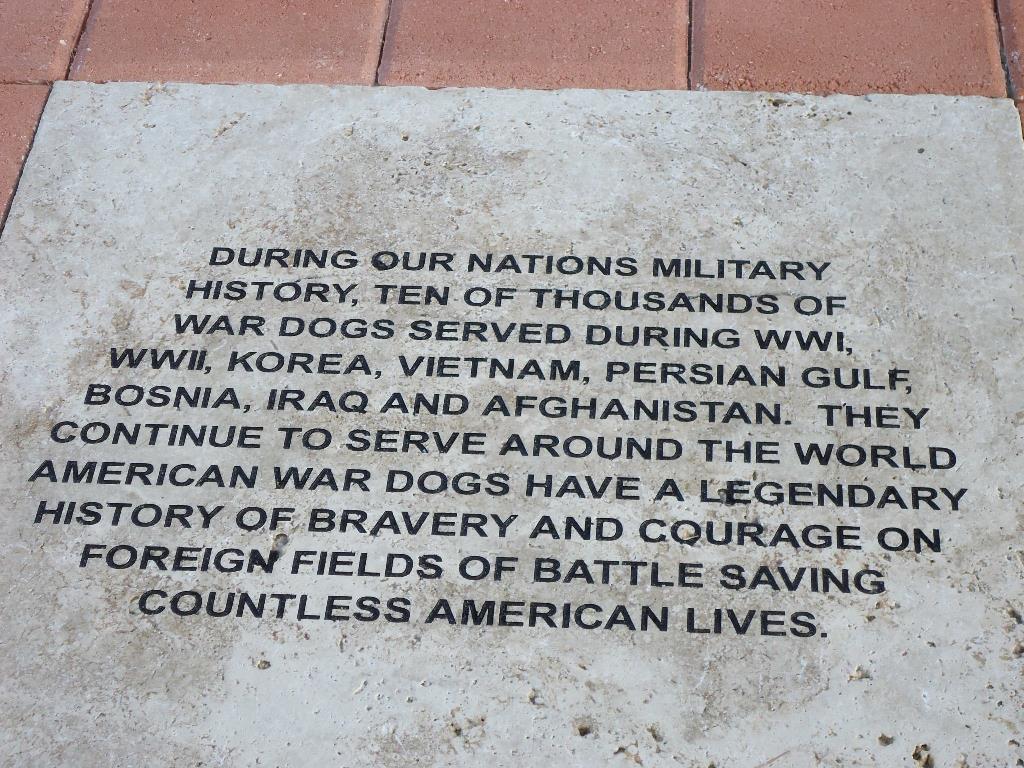 DURING OUR NATIONS MILITARY
HISTORY, TEN OF THOUSANDS OF
WAR DOGS SERVED DURING WWI,
WWII, KOREA, VIETNAM, PERSIAN GULF,
BOSNIA, IRAQ AND AFGHANISTAN. THEY
CONTINUE TO SERVE AROUND THE WORLD
AMERICAN WAR DOGS HAVE A LEGENDARY
HISTORY OF BRAVERY AND COURAGE ON
FOREIGN FIELDS OF BATTLE SAVING
COUNTLESS AMERICAN LIVES.